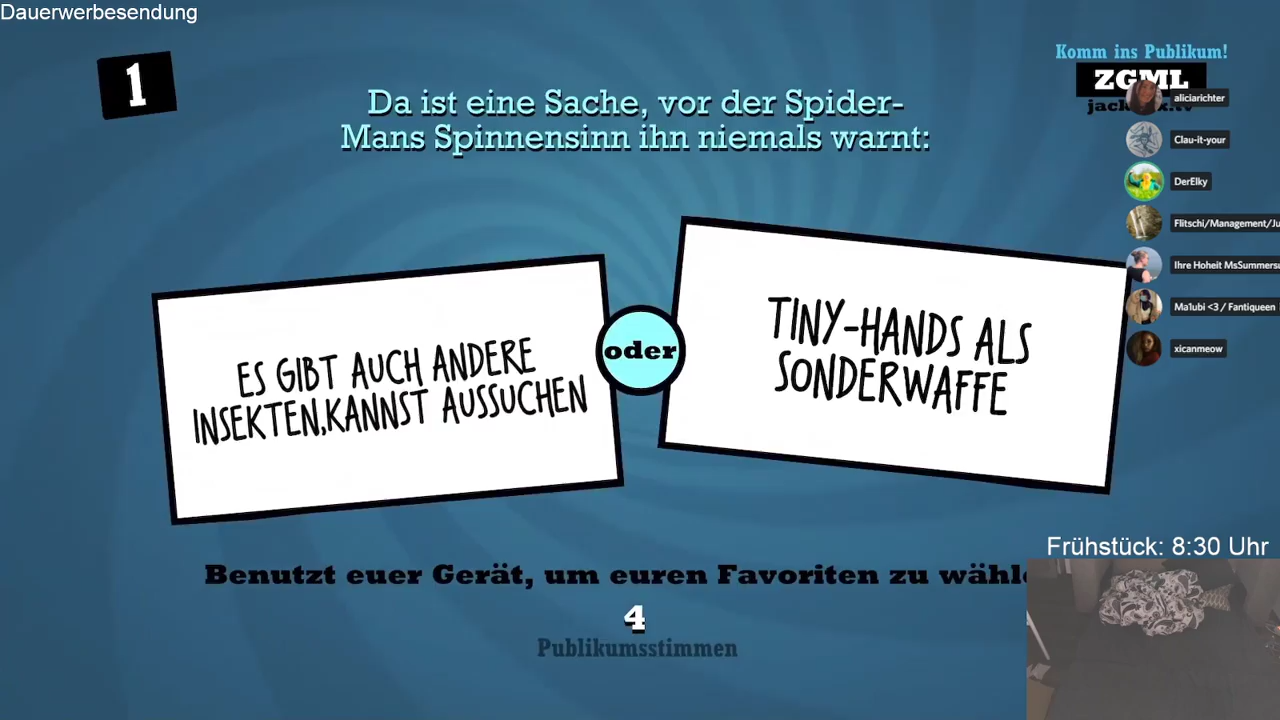 Dauerwerbesendung
1
Komm ins Publikum!
ZGML
Da ist eine Sache, vor der Spider-
Mans Spinnensinn ihn niemals warnt:
aliciarichter
Clau-it-your
DerElky
Flitschi/Management/Ju
Ihre Hoheit MsSummers
Ma1ubi <3 / Fantiqueen
xicanmeow
ES GIBT AUCH ANDERE
INSEKTEN,KANNST AUSSUCHEN
oder
TINY-HANDS ALS
SONDERWAFFE
Frühstück: 8:30 Uhr
Benutzt euer Gerät, um euren Favoriten zu wähle
4
Publikumsstimmen